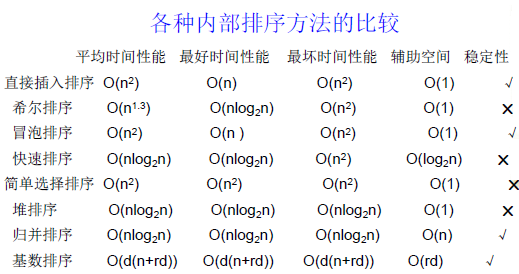 各种内部排序方法的比较
平均时间性能 最好时间性能 最坏时间性能 辅助空间 稳定性
直接插入排序 O(n²) O(n) O(n²) O(1) √
希尔排序 O(n¹·³) O(nlog₂n) O(n²) O(1) ×
冒泡排序 O(n²) O(n ) O(n²) O(1) √
快速排序 O(nlog₂n) O(nlog₂n) O(n²) O(log₂n) ×
简单选择排序 O(n²) O(n²) O(n²) O(1) ×
堆排序 O(nlog₂n) O(nlog₂n) O(nlog₂n) O(1) ×
归并排序 O(nlog₂n) O(nlog₂n) O(nlog₂n) O(n) √
基数排序 O(d(n+rd)) O(d(n+rd)) O(d(n+rd)) O(rd) √